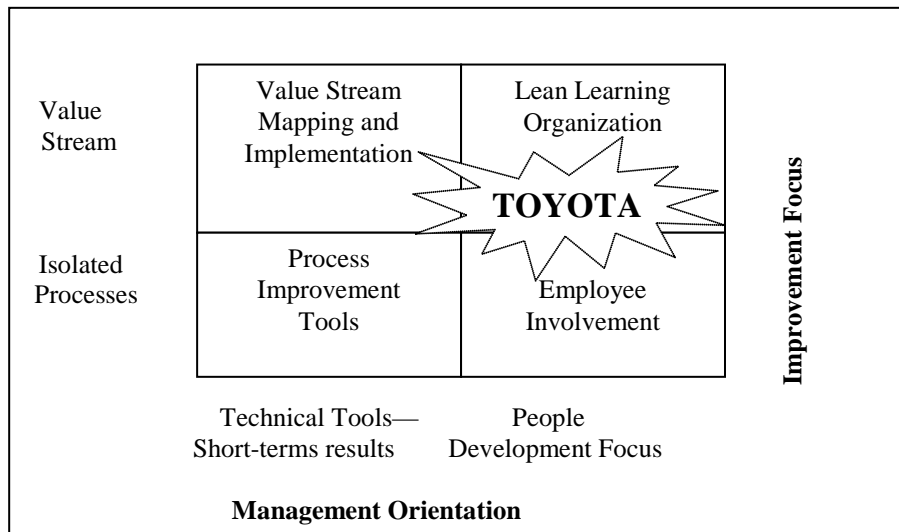 Value Stream
Mapping and
Implementation
Lean Learning
Organization
Value
Stream
TOYOTA
Isolated
Processes
Process
Improvement
Tools
Employee
Involvement
Improvement Focus
Technical Tools—
Short-terms results
People
Development Focus
Management Orientation